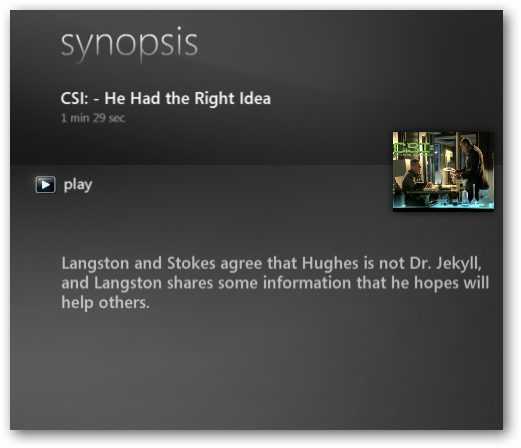 synopsis
CSI: - He Had the Right Idea
1 min 29 sec
CSI:
play
Langston and Stokes agree that Hughes is not Dr. Jekyll,
and Langston shares some information that he hopes will
help others.